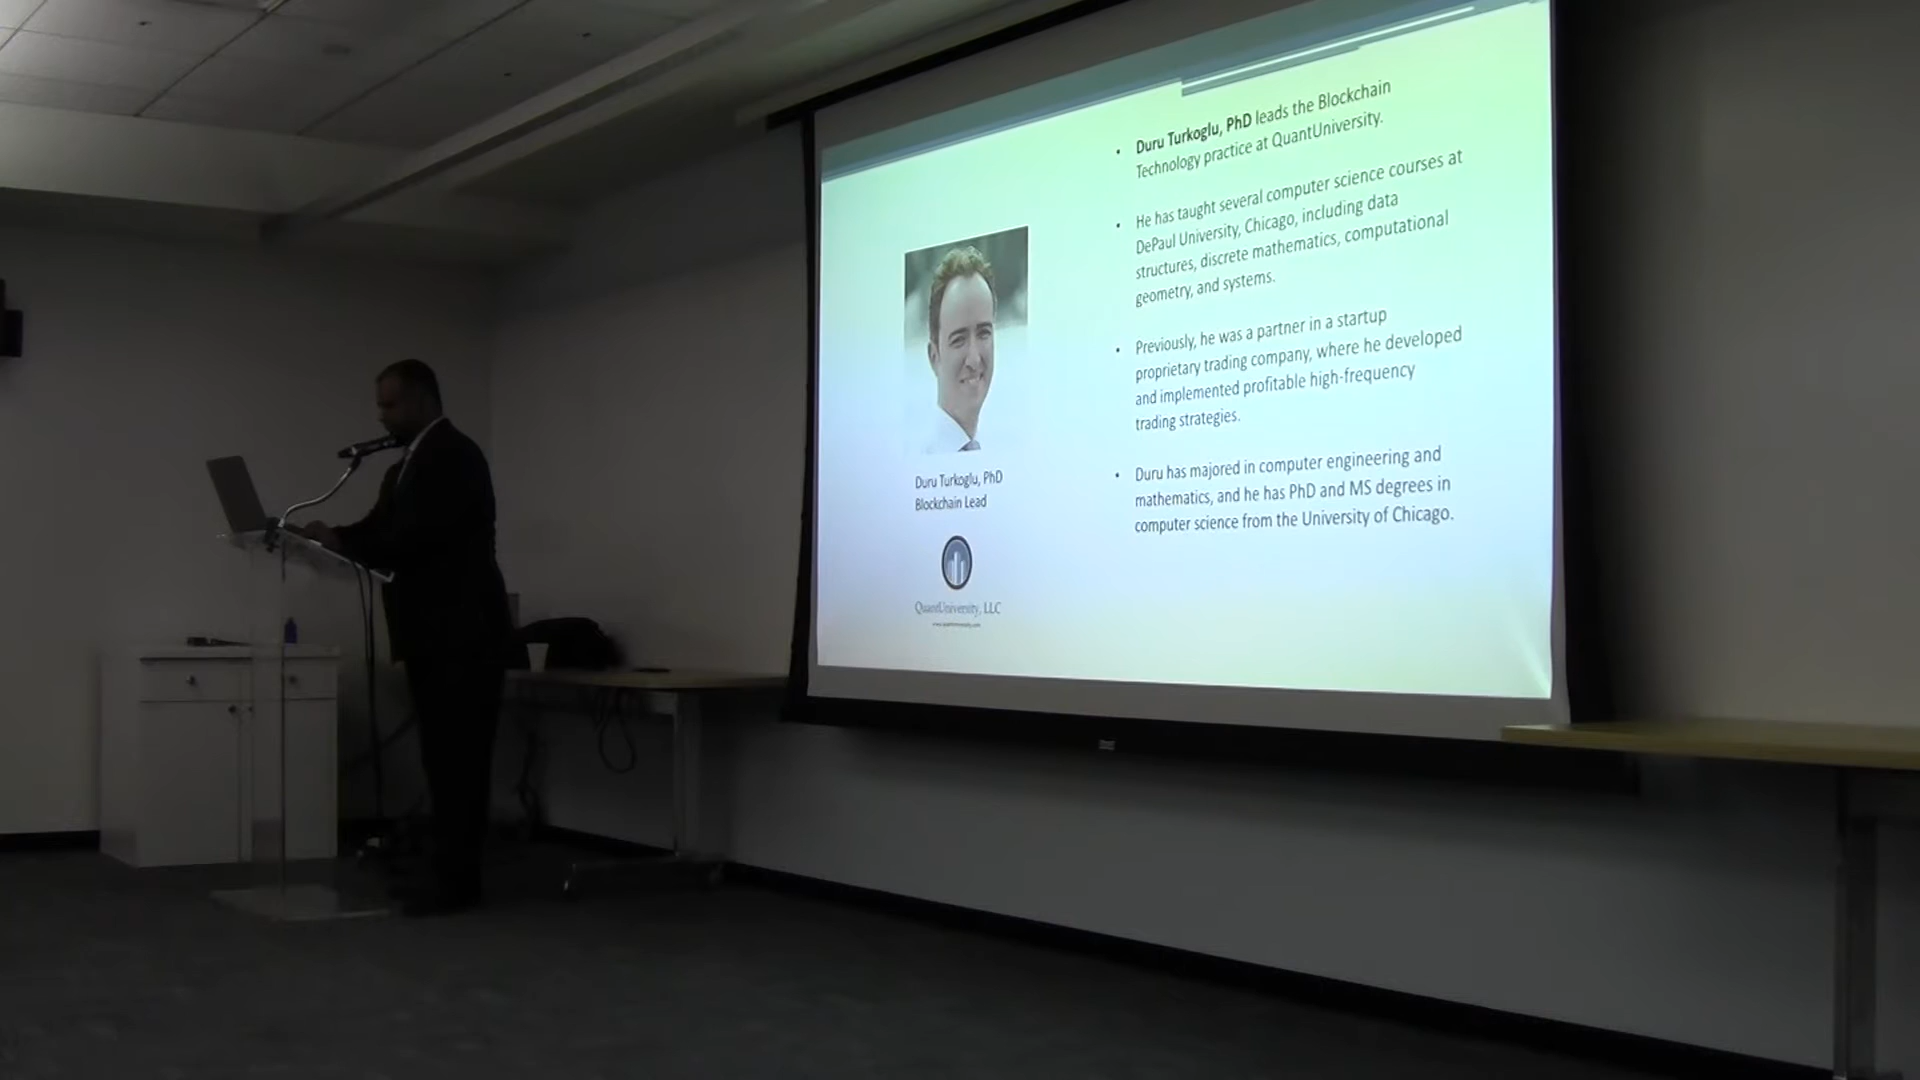 • Duru Turkoglu, PhD leads the Blockchain
Technology practice at QuantUniversity.
• He has taught several computer science courses at
DePaul University, Chicago, including data
structures, discrete mathematics, computational
geometry, and systems.
• Previously, he was a partner in a startup
proprietary trading company, where he developed
and implemented profitable high-frequency
trading strategies.
• Duru has majored in computer engineering and
mathematics, and he has PhD and MS degrees in
computer science from the University of Chicago.
Duru Turkoglu, PhD
Blockchain Lead
QuantUniversity, LLC